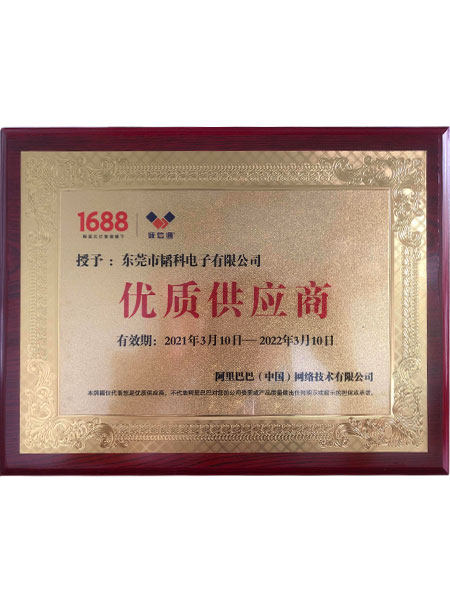 1688 诚信通
授予：东莞市韬科电子有限公司
优质供应商
有效期：2021年3月10日—2022年3月10日
阿里巴巴（中国）网络技术有限公司